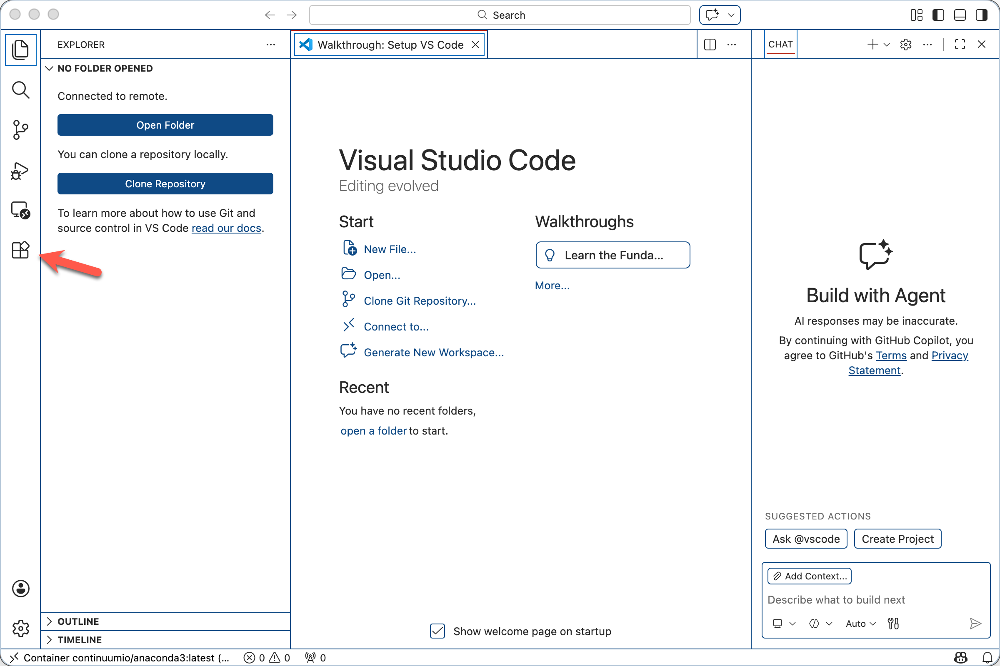 Search
EXPLORER
Walkthrough: Setup VS Code
CHAT
NO FOLDER OPENED
Connected to remote.
Open Folder
You can clone a repository locally.
Clone Repository
To learn more about how to use Git and
source control in VS Code read our docs.
OUTLINE
TIMELINE
Visual Studio Code
Editing evolved
Start
New File...
Open...
Clone Git Repository...
Connect to...
Generate New Workspace...
Recent
You have no recent folders,
open a folder to start.
Walkthroughs
Learn the Funda...
More...
Show welcome page on startup
Build with Agent
AI responses may be inaccurate.
By continuing with GitHub Copilot, you
agree to GitHub's Terms and Privacy
Statement.
SUGGESTED ACTIONS
Ask @vscode
Create Project
Add Context...
Describe what to build next
Auto
Container continuumio/anaconda3:latest (... 0 0 0